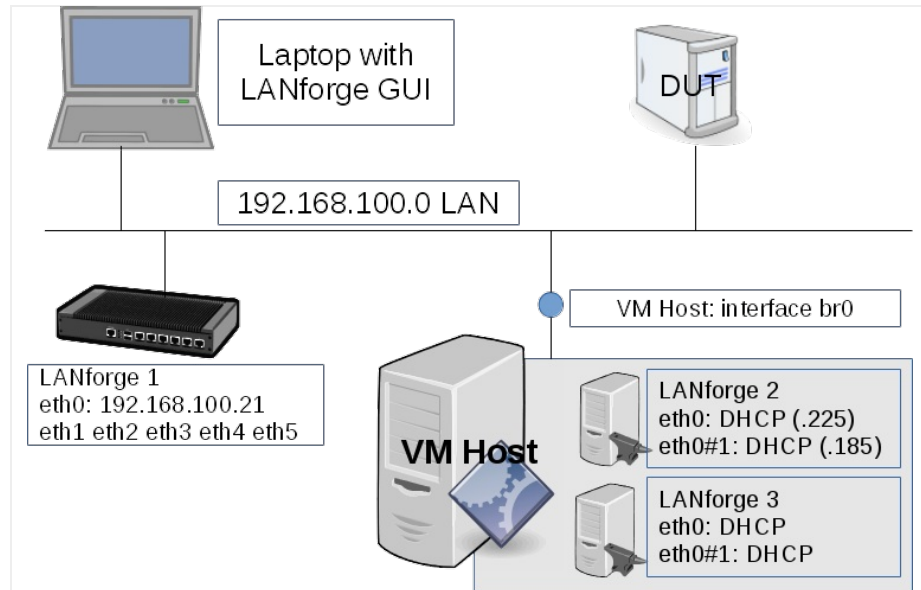 Laptop with
LANforge GUI
DUT
192.168.100.0 LAN
VM Host: interface br0
LANforge 1
eth0: 192.168.100.21
eth1 eth2 eth3 eth4 eth5
VM Host
LANforge 2
eth0: DHCP (.225)
eth0#1: DHCP (.185)
LANforge 3
eth0: DHCP
eth0#1: DHCP